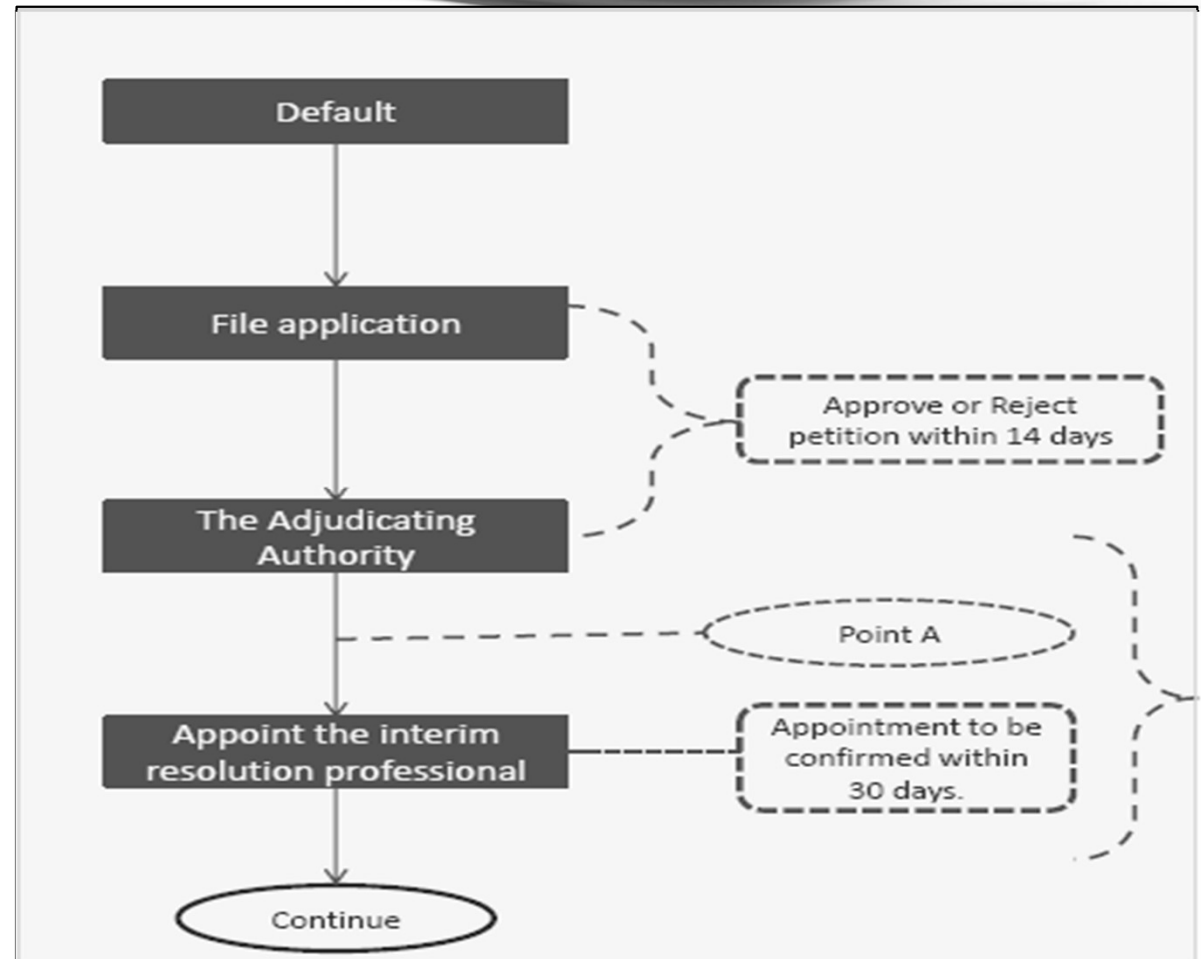 Default
File application
Approve or Reject
petition within 14 days
The Adjudicating
Authority
Point A
Appoint the interim
resolution professional
Appointment to be
confirmed within
30 days.
Continue